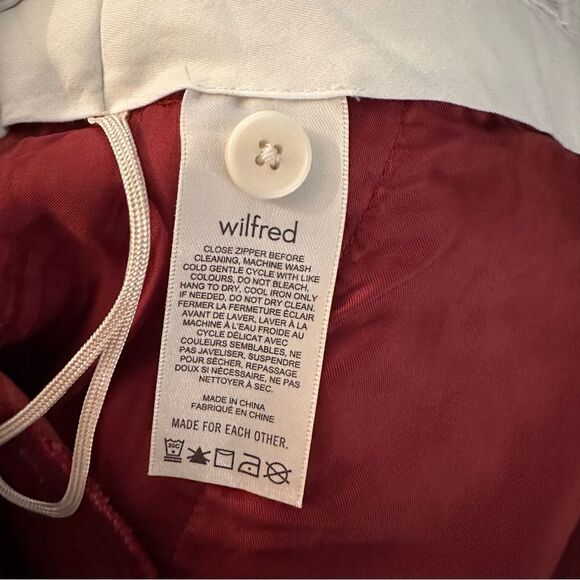 wilfred
CLOSE ZIPPER BEFORE
CLEANING, MACHINE WASH
COLD GENTLE CYCLE WITH LIKE
COLOURS, DO NOT BLEACH,
HANG TO DRY, COOL IRON ONLY
IF NEEDED, DO NOT DRY CLEAN.
FERMER LA FERMETURE ÉCLAIR
AVANT DE LAVER, LAVER À LA
MACHINE À L'EAU FROIDE AU
CYCLE DÉLICAT AVEC
COULEURS SEMBLABLES, NE
PAS JAVELISER, SUSPENDRE
POUR SÉCHER, REPASSAGE
DOUX SI NÉCESSAIRE, NE PAS
NETTOYER À SEC.
MADE IN CHINA
FABRIQUÉ EN CHINE
MADE FOR EACH OTHER.
30C